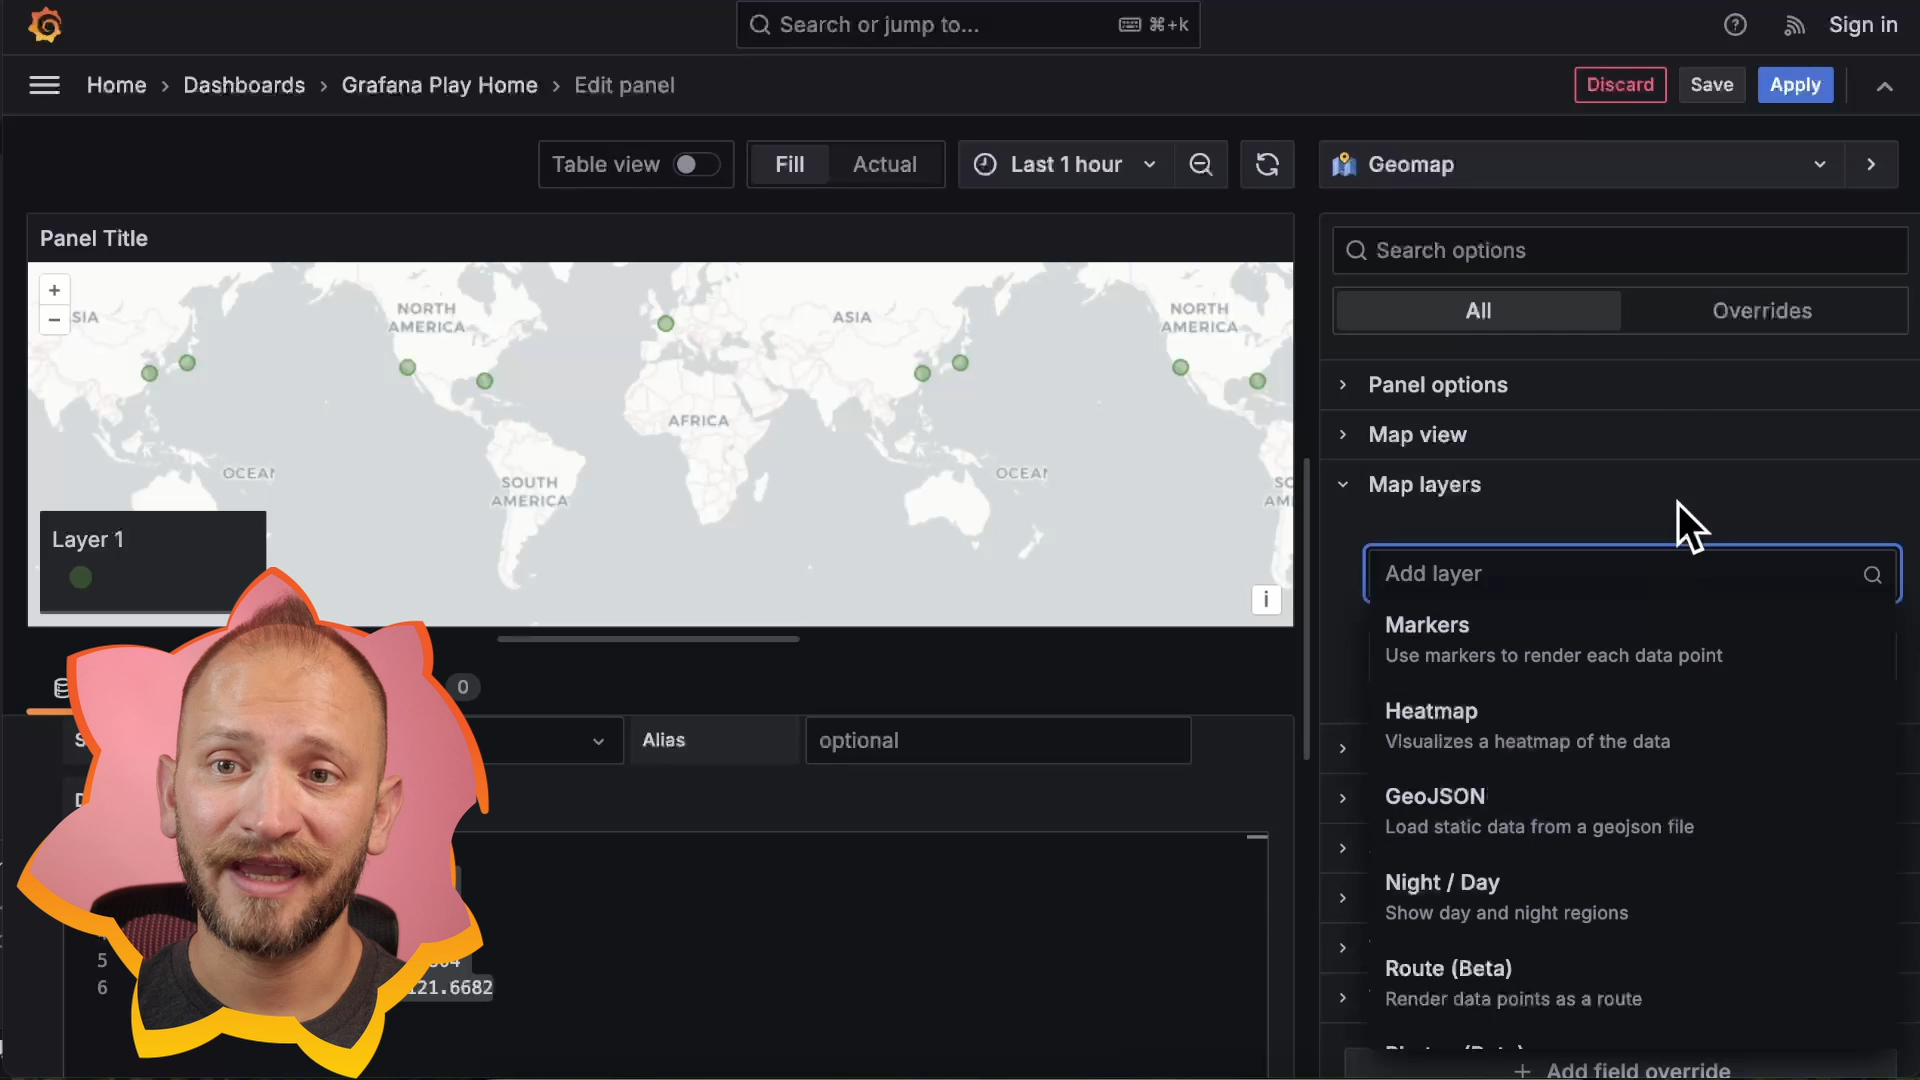 Search or jump to...
⌘+k
Sign in
Home › Dashboards › Grafana Play Home › Edit panel
Discard
Save
Apply
Table view
Fill
Actual
Last 1 hour
Geomap
Panel Title
Search options
All
Overrides
+
−
SIA
NORTH
AMERICA
ASIA
NORTH
AMERICA
AFRICA
OCEAN
SOUTH
AMERICA
OCEAN
Layer 1
i
Panel options
Map view
Map layers
Add layer
Markers
Use markers to render each data point
Heatmap
Visualizes a heatmap of the data
GeoJSON
Load static data from a geojson file
Night / Day
Show day and night regions
Route (Beta)
Render data points as a route
+ Add field override
0
Alias
optional
5
6
121.6682